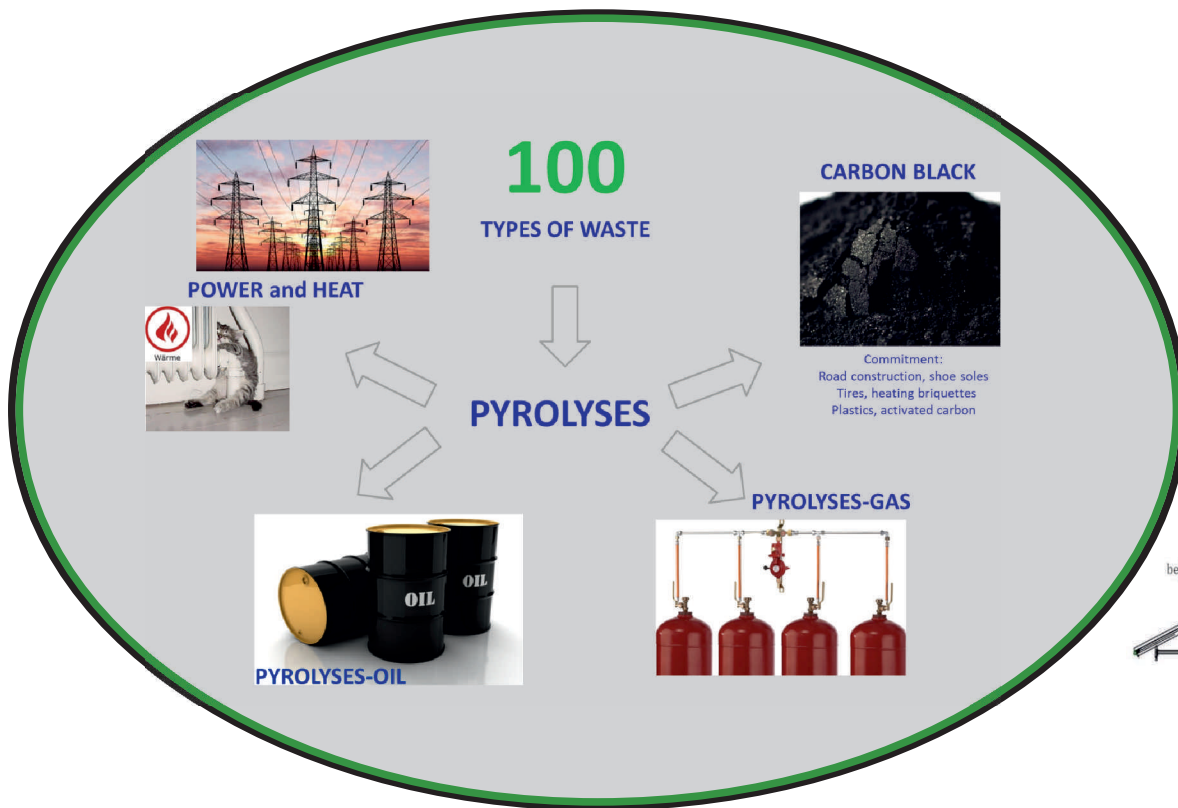 100
TYPES OF WASTE
CARBON BLACK
POWER and HEAT
Wärme
Commitment:
Road construction, shoe soles
Tires, heating briquettes
Plastics, activated carbon
PYROLYSES
PYROLYSES-GAS
OIL
OIL
PYROLYSES-OIL
be